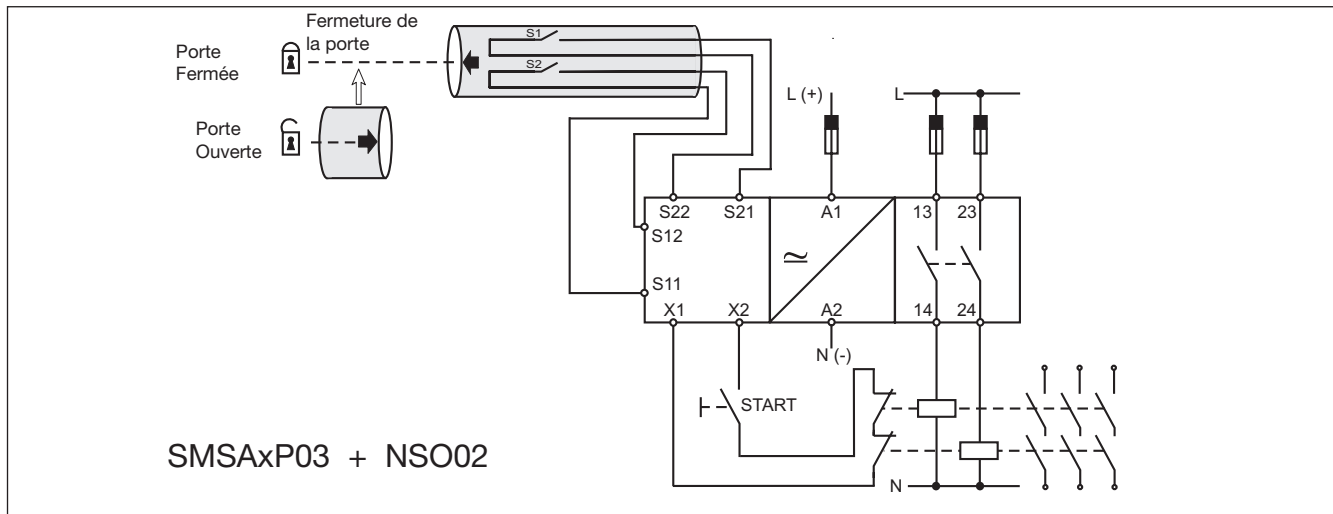 Fermeture de
la porte
Porte
Fermée
S1
S2
Porte
Ouverte
L (+)
L
S22 S21 A1 13 23
S12
≃
S11
X1 X2 A2 14 24
N (-)
START
SMSAxP03 + NSO02
N